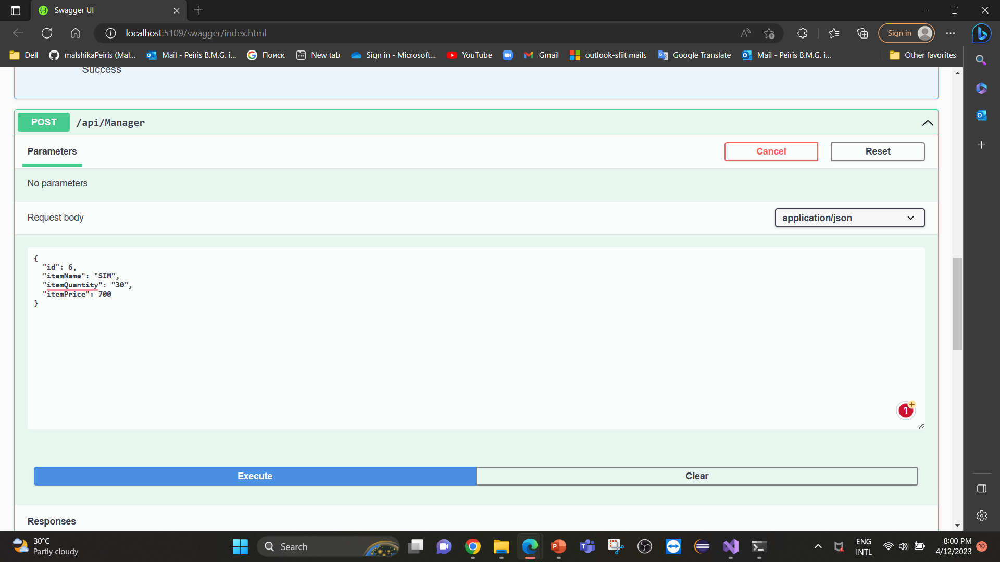 Swagger UI
localhost:5109/swagger/index.html
Sign in
Dell
malshikaPeiris (Mal...
Mail - Peiris B.M.G. i...
Поиск
New tab
Sign in - Microsoft...
YouTube
Gmail
outlook-sliit mails
Google Translate
Mail - Peiris B.M.G. i...
Other favorites
Success
POST /api/Manager
Parameters
Cancel
Reset
No parameters
Request body
application/json
{
"id": 6,
"itemName": "SIM",
"itemQuantity": "30",
"itemPrice": 700
}
1
Execute
Clear
Responses
30°C
Partly cloudy
Search
ENG
INTL
8:00 PM
4/12/2023
10